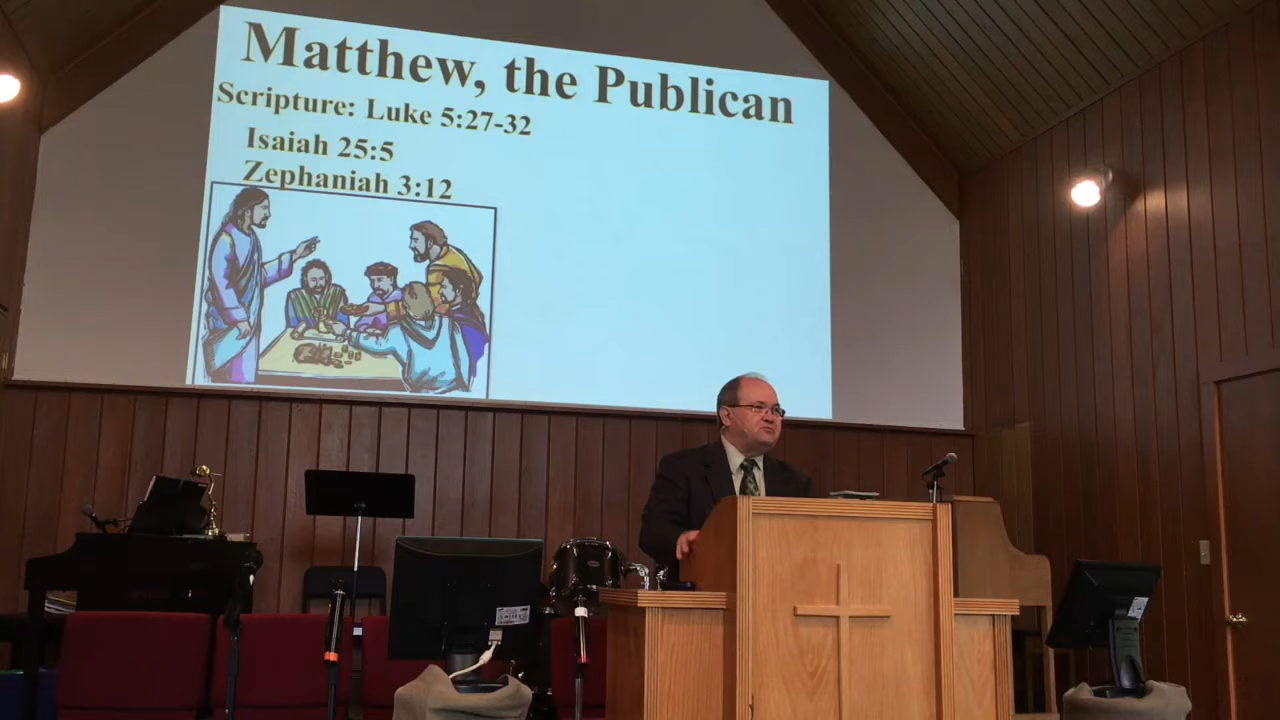 Matthew, the Publican
Scripture: Luke 5:27-32
Isaiah 25:5
Zephaniah 3:12